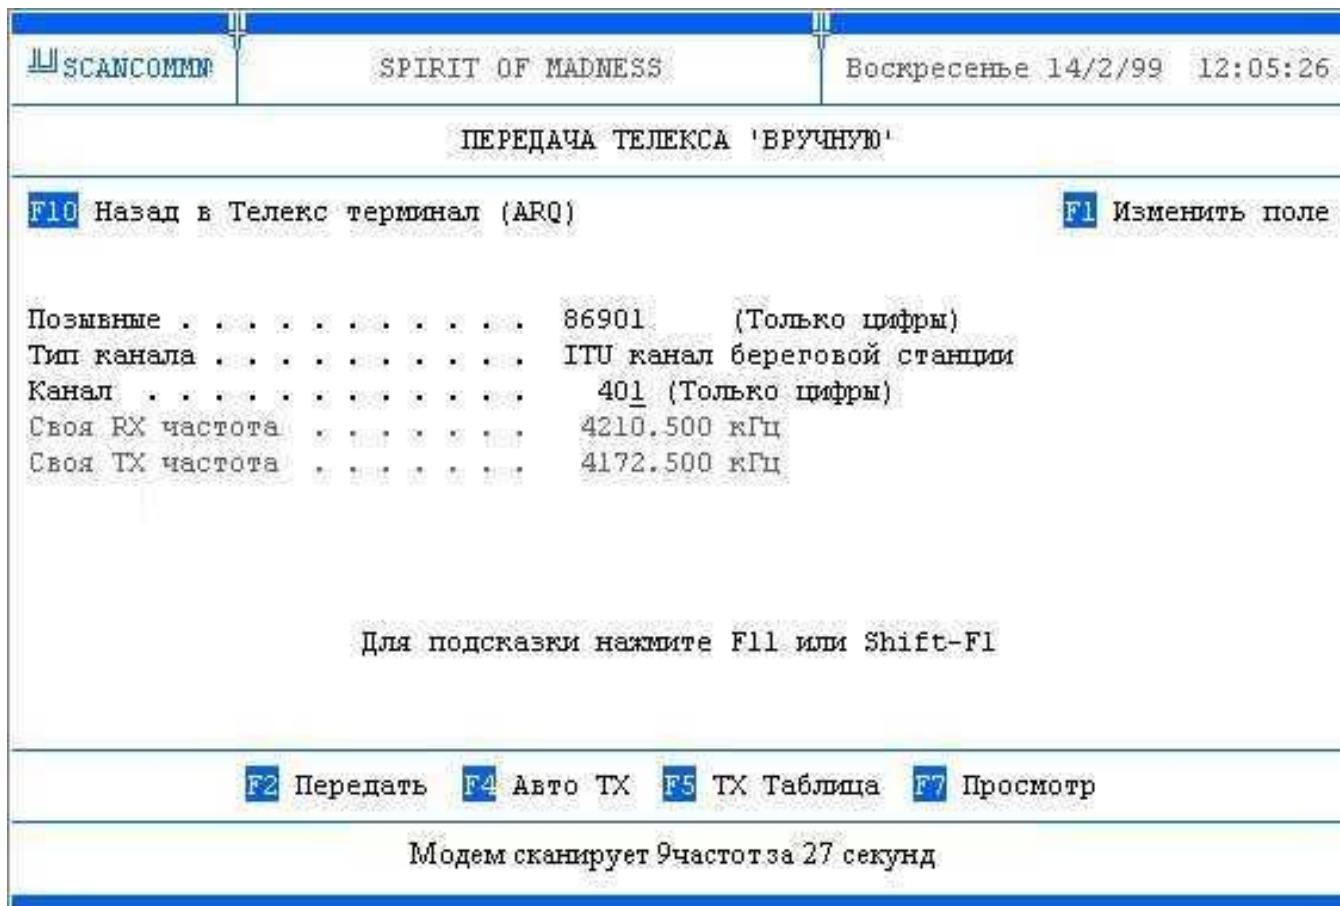 SCANCOMM SPIRIT OF MADNESS Воскресенье 14/2/99 12:05:26
ПЕРЕДАЧА ТЕЛЕКСА 'ВРУЧНУЮ'
F10 Назад в Телекс терминал (ARQ) F1 Изменить поле
Позывные . . . . . . . . . . . 86901 (Только цифры)
Тип канала . . . . . . . . . . ITU канал береговой станции
Канал . . . . . . . . . . . . 401 (Только цифры)
Своя RX частота . . . . . . . 4210.500 кГц
Своя TX частота . . . . . . . 4172.500 кГц
Для подсказки нажмите F11 или Shift-F1
F2 Передать F4 Авто TX F5 TX Таблица F7 Просмотр
Модем сканирует 9частот за 27 секунд